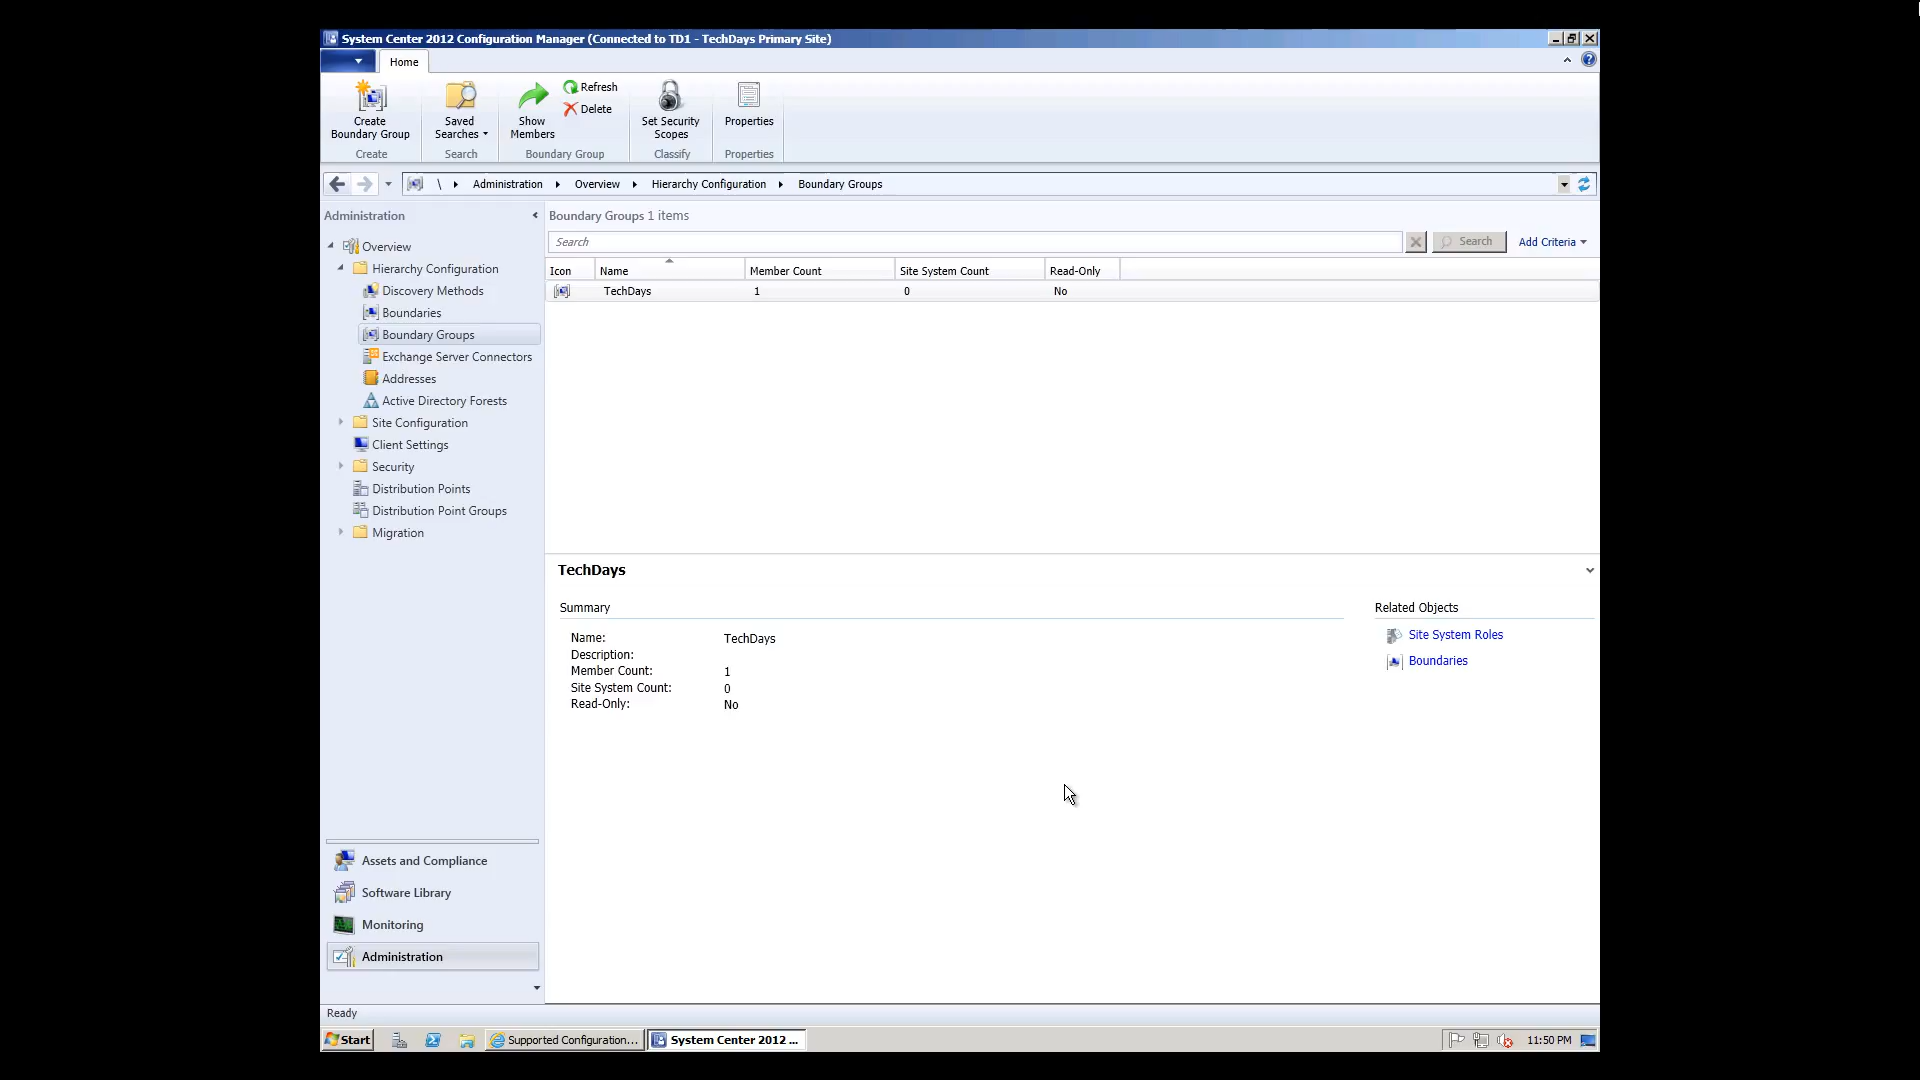 System Center 2012 Configuration Manager (Connected to TD1 - TechDays Primary Site)
Home
Create Boundary Group
Saved Searches
Show Members
Refresh
Delete
Set Security Scopes
Properties
Create
Search
Boundary Group
Classify
Properties
\ Administration Overview Hierarchy Configuration Boundary Groups
Administration
Overview
Hierarchy Configuration
Discovery Methods
Boundaries
Boundary Groups
Exchange Server Connectors
Addresses
Active Directory Forests
Site Configuration
Client Settings
Security
Distribution Points
Distribution Point Groups
Migration
Assets and Compliance
Software Library
Monitoring
Administration
Boundary Groups 1 items
Search
Search
Add Criteria
Icon Name Member Count Site System Count Read-Only
TechDays 1 0 No
TechDays
Summary
Name: TechDays
Description:
Member Count: 1
Site System Count: 0
Read-Only: No
Related Objects
Site System Roles
Boundaries
Ready
Start
Supported Configuration...
System Center 2012 ...
11:50 PM